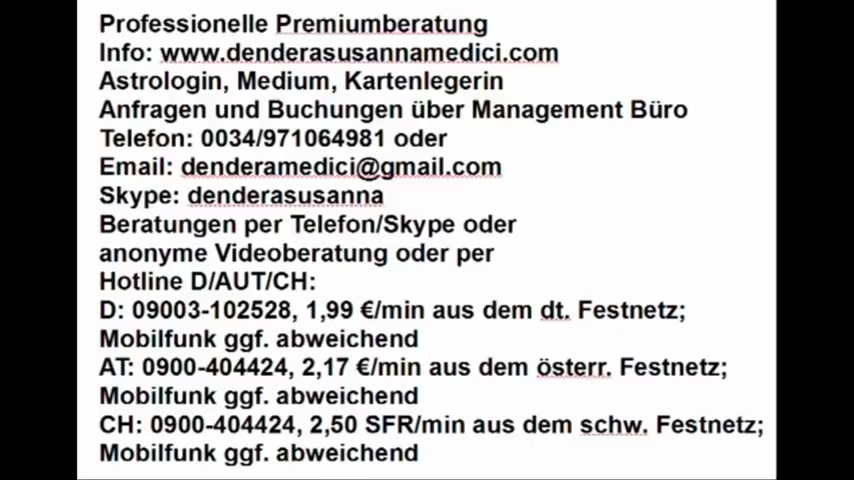 Professionelle Premiumberatung
Info: www.denderasusannamedici.com
Astrologin, Medium, Kartenlegerin
Anfragen und Buchungen über Management Büro
Telefon: 0034/971064981 oder
Email: denderamedici@gmail.com
Skype: denderasusanna
Beratungen per Telefon/Skype oder
anonyme Videoberatung oder per
Hotline D/AUT/CH:
D: 09003-102528, 1,99 €/min aus dem dt. Festnetz;
Mobilfunk ggf. abweichend
AT: 0900-404424, 2,17 €/min aus dem österr. Festnetz;
Mobilfunk ggf. abweichend
CH: 0900-404424, 2,50 SFR/min aus dem schw. Festnetz;
Mobilfunk ggf. abweichend